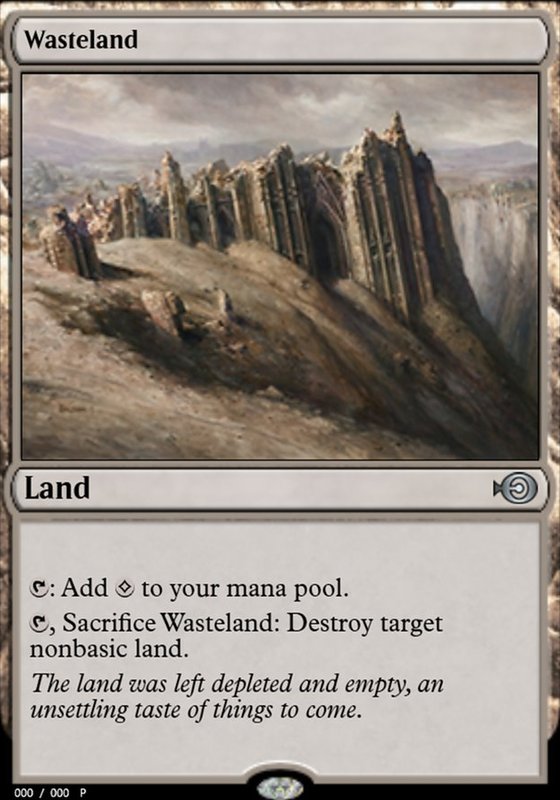 Wasteland
Land
: Add to your mana pool.
, Sacrifice Wasteland: Destroy target
nonbasic land.
The land was left depleted and empty, an
unsettling taste of things to come.
000 / 000 P